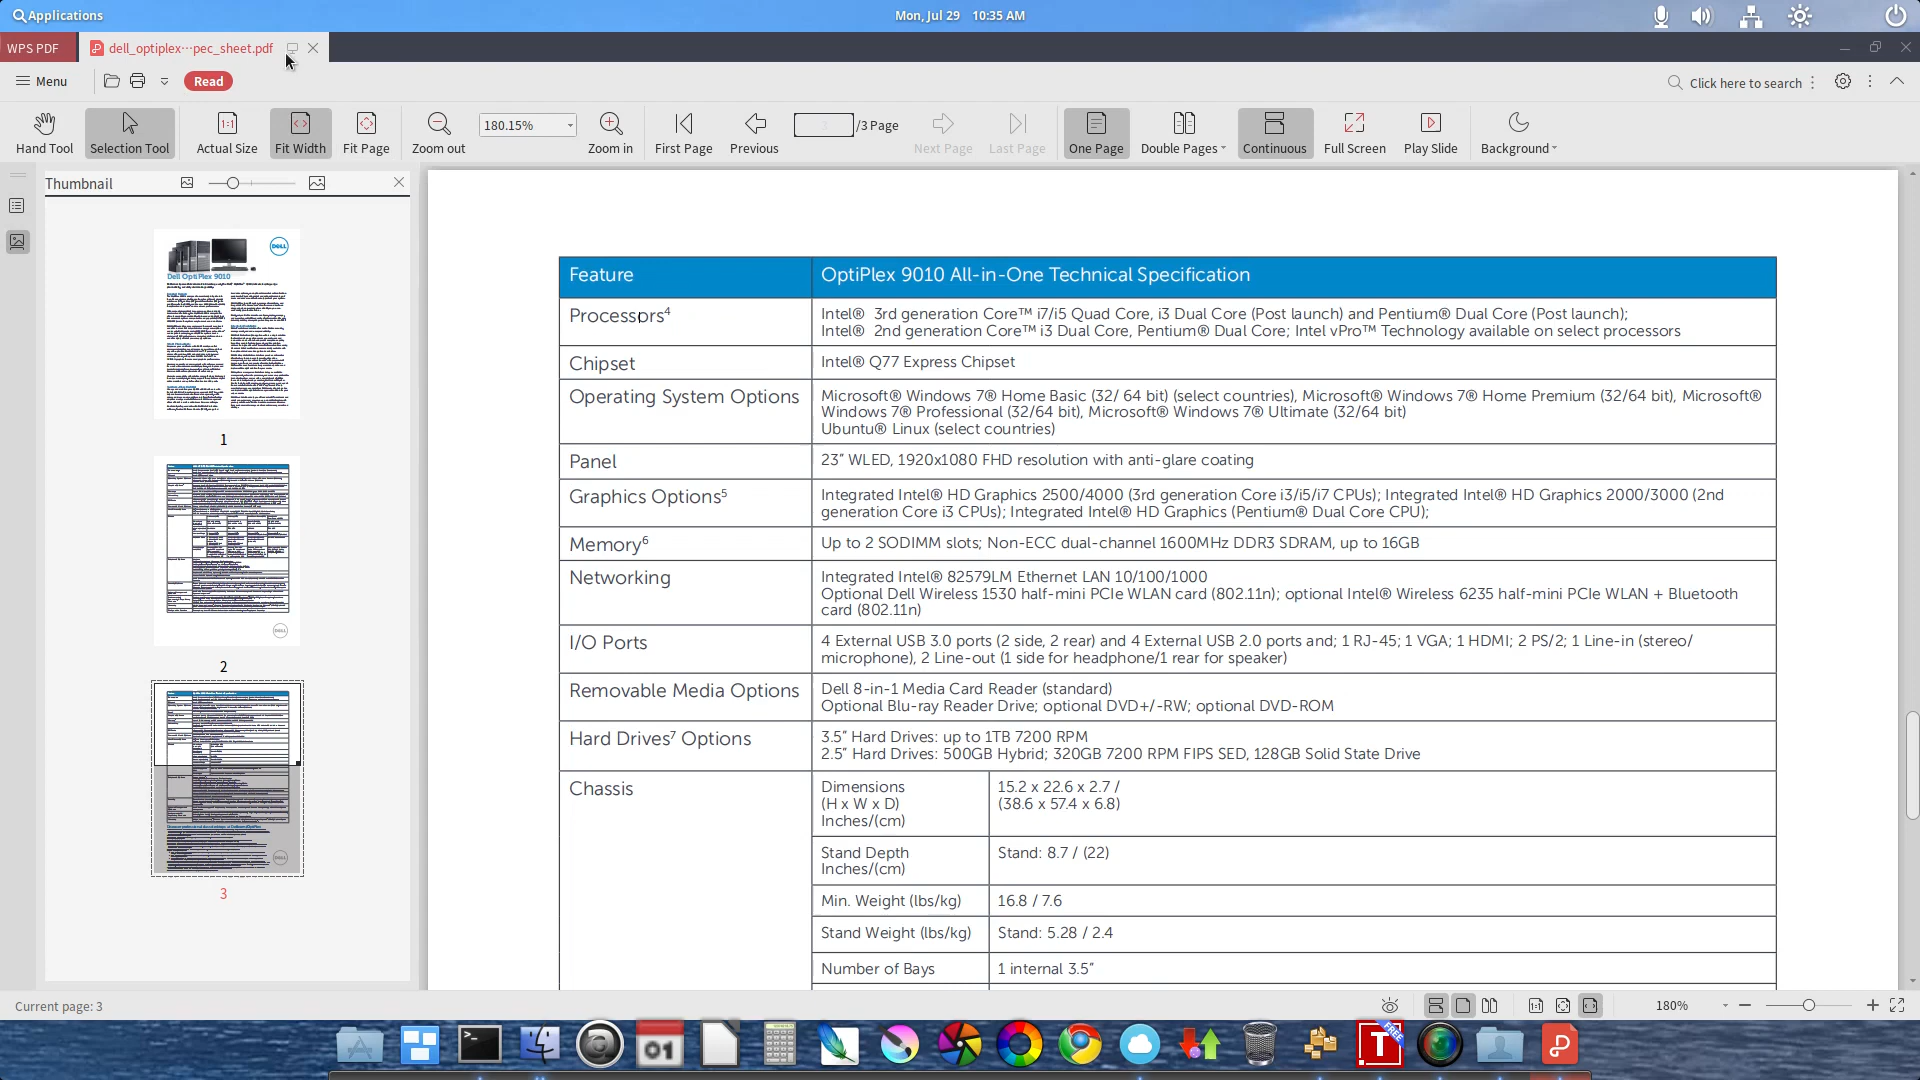 Applications
Mon, Jul 29 10:35 AM
WPS PDF
dell_optiplex···pec_sheet.pdf
Menu
Read
Click here to search
Hand Tool
Selection Tool
Actual Size
Fit Width
Fit Page
Zoom out
180.15%
Zoom in
First Page
Previous
/3 Page
Next Page
Last Page
One Page
Double Pages
Continuous
Full Screen
Play Slide
Background
Thumbnail
DELL
Dell OptiPlex 9010
1
2
3
Feature
OptiPlex 9010 All-in-One Technical Specification
Processors4
Intel® 3rd generation Core™ i7/i5 Quad Core, i3 Dual Core (Post launch) and Pentium® Dual Core (Post launch);
Intel® 2nd generation Core™ i3 Dual Core, Pentium® Dual Core; Intel vPro™ Technology available on select processors
Chipset
Intel® Q77 Express Chipset
Operating System Options
Microsoft® Windows 7® Home Basic (32/ 64 bit) (select countries), Microsoft® Windows 7® Home Premium (32/64 bit), Microsoft®
Windows 7® Professional (32/64 bit), Microsoft® Windows 7® Ultimate (32/64 bit)
Ubuntu® Linux (select countries)
Panel
23” WLED, 1920x1080 FHD resolution with anti-glare coating
Graphics Options5
Integrated Intel® HD Graphics 2500/4000 (3rd generation Core i3/i5/i7 CPUs); Integrated Intel® HD Graphics 2000/3000 (2nd
generation Core i3 CPUs); Integrated Intel® HD Graphics (Pentium® Dual Core CPU);
Memory6
Up to 2 SODIMM slots; Non-ECC dual-channel 1600MHz DDR3 SDRAM, up to 16GB
Networking
Integrated Intel® 82579LM Ethernet LAN 10/100/1000
Optional Dell Wireless 1530 half-mini PCIe WLAN card (802.11n); optional Intel® Wireless 6235 half-mini PCIe WLAN + Bluetooth
card (802.11n)
I/O Ports
4 External USB 3.0 ports (2 side, 2 rear) and 4 External USB 2.0 ports and; 1 RJ-45; 1 VGA; 1 HDMI; 2 PS/2; 1 Line-in (stereo/
microphone), 2 Line-out (1 side for headphone/1 rear for speaker)
Removable Media Options
Dell 8-in-1 Media Card Reader (standard)
Optional Blu-ray Reader Drive; optional DVD+/-RW; optional DVD-ROM
Hard Drives7 Options
3.5” Hard Drives: up to 1TB 7200 RPM
2.5” Hard Drives: 500GB Hybrid; 320GB 7200 RPM FIPS SED, 128GB Solid State Drive
Chassis
Dimensions
(H x W x D)
Inches/(cm)
15.2 x 22.6 x 2.7 /
(38.6 x 57.4 x 6.8)
Stand Depth
Inches/(cm)
Stand: 8.7 / (22)
Min. Weight (lbs/kg)
16.8 / 7.6
Stand Weight (lbs/kg)
Stand: 5.28 / 2.4
Number of Bays
1 internal 3.5”
Current page: 3
180%
01
T
FREE